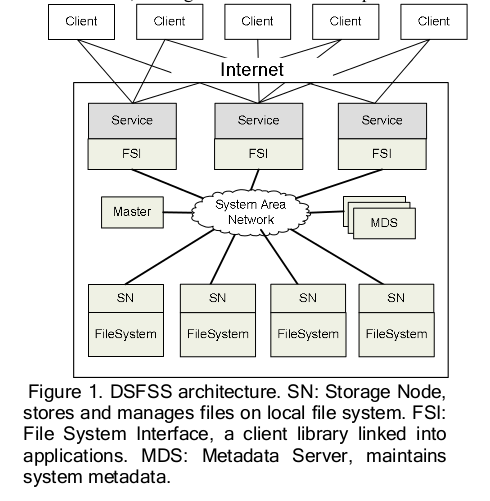 Client Client Client Client Client
Internet
Service Service Service
FSI FSI FSI
Master
System Area
Network
MDS
SN SN SN SN
FileSystem FileSystem FileSystem FileSystem
Figure 1. DSFSS architecture. SN: Storage Node,
stores and manages files on local file system. FSI:
File System Interface, a client library linked into
applications. MDS: Metadata Server, maintains
system metadata.